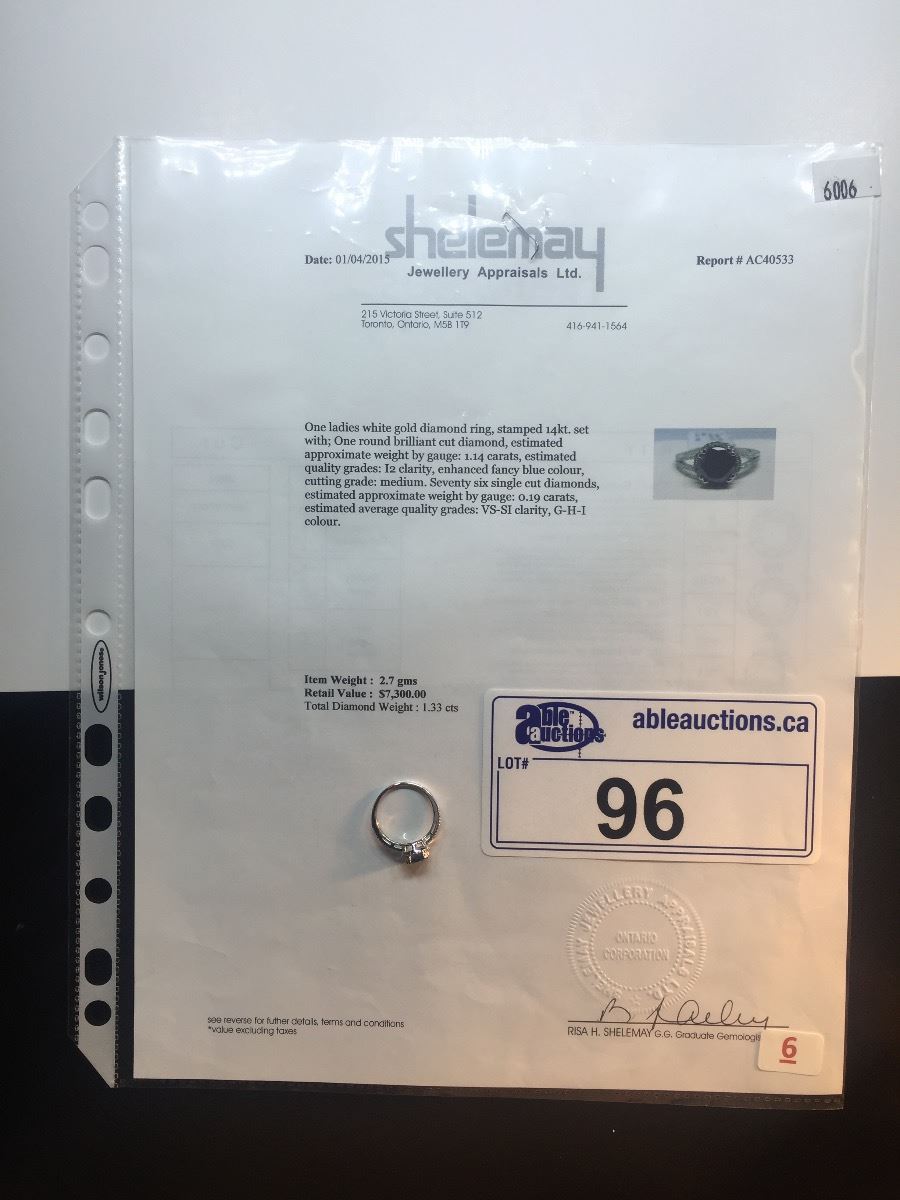 6006
shelemay
Date: 01/04/2015
Report # AC40533
Jewellery Appraisals Ltd.
215 Victoria Street, Suite 512
Toronto, Ontario, M5B 1T9
416-941-1564
One ladies white gold diamond ring, stamped 14kt. set
with; One round brilliant cut diamond, estimated
approximate weight by gauge: 1.14 carats, estimated
quality grades: I2 clarity, enhanced fancy blue colour,
cutting grade: medium. Seventy six single cut diamonds,
estimated approximate weight by gauge: 0.19 carats,
estimated average quality grades: VS-SI clarity, G-H-I
colour.
wilson jones
Item Weight : 2.7 gms
Retail Value : $7,300.00
Total Diamond Weight : 1.33 cts
able auctions™
ableauctions.ca
LOT#
96
JEWELLERY APPRAISALS LTD.
ONTARIO
CORPORATION
see reverse for futher details, terms and conditions
*value excluding taxes
RISA H. SHELEMAY G.G. Graduate Gemologis
6